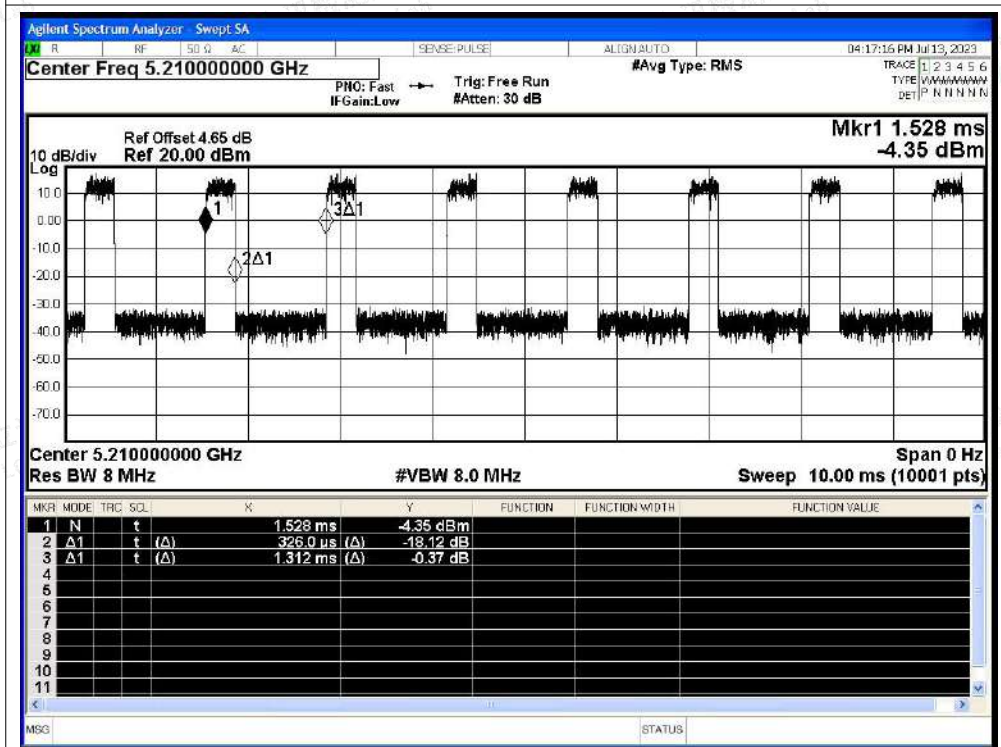 Agilent Spectrum Analyzer - Swept SA
LXI R RF 50 Ω AC SENSE:PULSE ALIGN AUTO 04:17:16 PM Jul 13, 2023
Center Freq 5.210000000 GHz #Avg Type: RMS TRACE 1 2 3 4 5 6
PNO: Fast Trig: Free Run TYPE WWWWWW
IFGain:Low #Atten: 30 dB DET P N N N N N
Mkr1 1.528 ms
Ref Offset 4.65 dB
10 dB/div Ref 20.00 dBm -4.35 dBm
Log
10.0
0.00
-10.0
-20.0
-30.0
-40.0
-50.0
-60.0
-70.0
1
2Δ1
3Δ1
Center 5.210000000 GHz Span 0 Hz
Res BW 8 MHz #VBW 8.0 MHz Sweep 10.00 ms (10001 pts)
MKR MODE TRC SCL X Y FUNCTION FUNCTION WIDTH FUNCTION VALUE
1 N t 1.528 ms -4.35 dBm
2 Δ1 t (Δ) 326.0 µs (Δ) -18.12 dB
3 Δ1 t (Δ) 1.312 ms (Δ) -0.37 dB
4
5
6
7
8
9
10
11
MSG STATUS